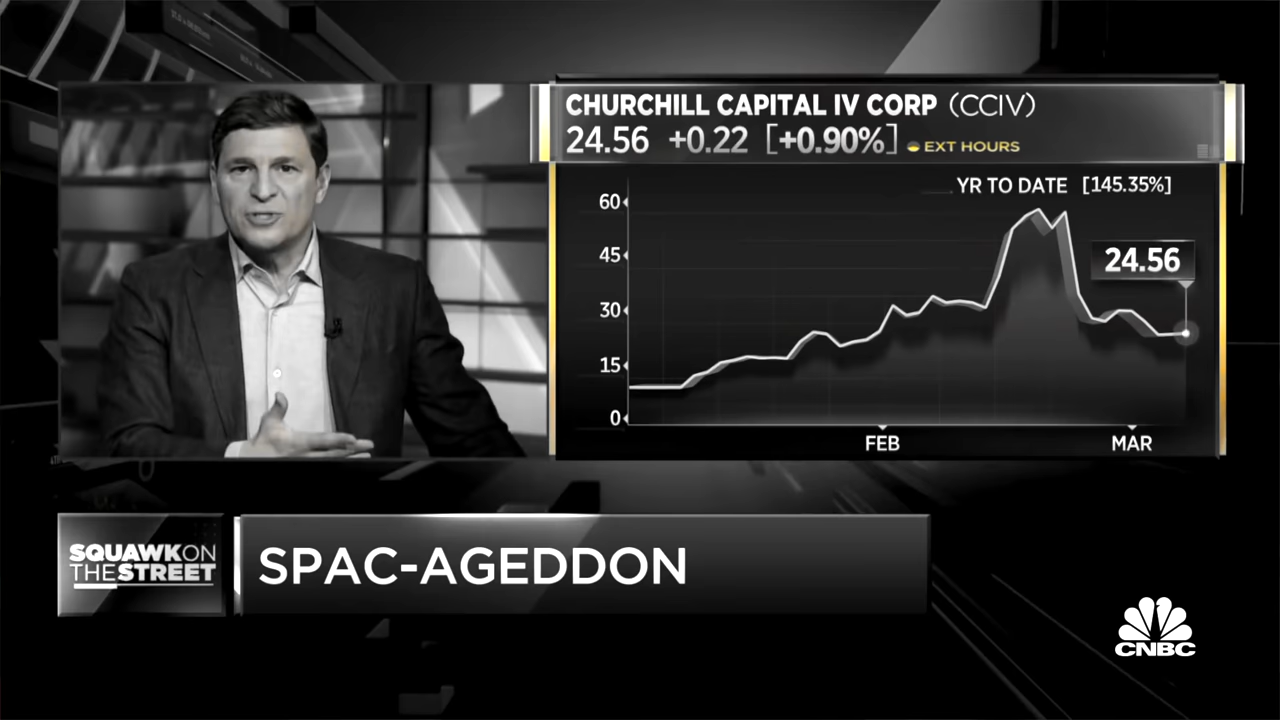 CHURCHILL CAPITAL IV CORP (CCIV)
24.56 +0.22 [+0.90%] EXT HOURS
YR TO DATE [145.35%]
60
45
30
15
0
24.56
FEB MAR
SQUAWK ON
THE STREET
SPAC-AGEDDON
CNBC